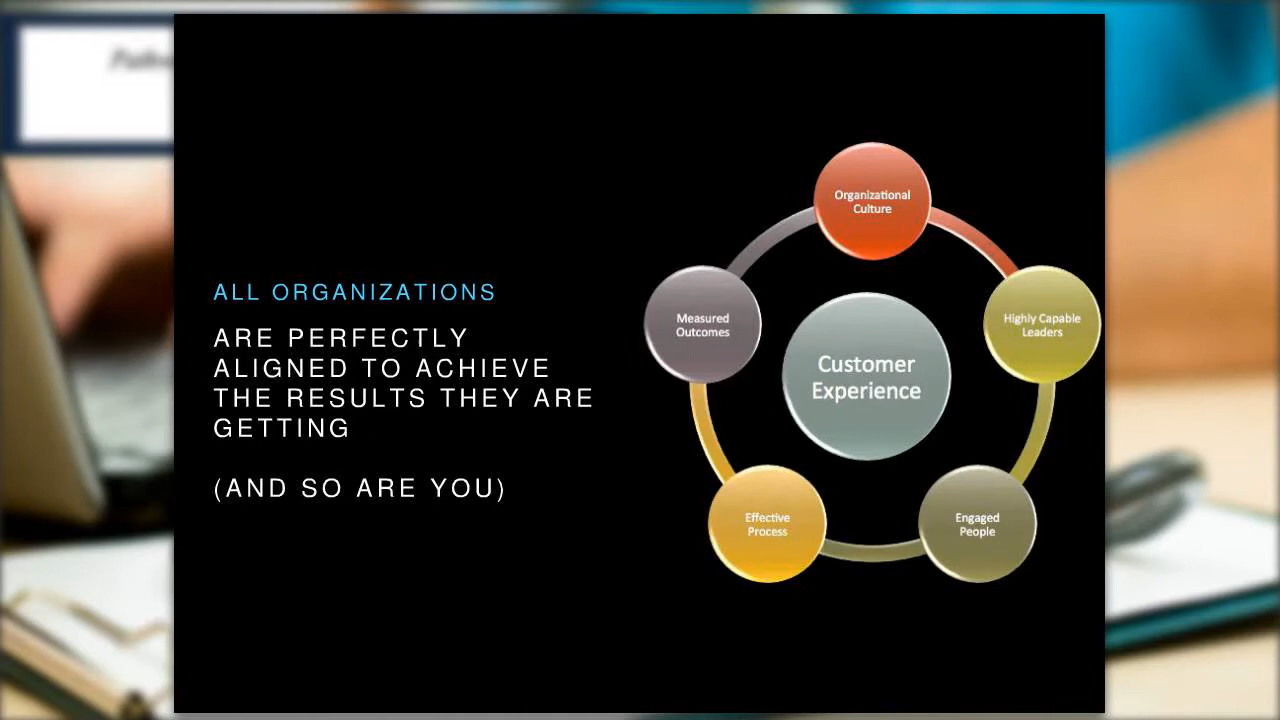 ALL ORGANIZATIONS
ARE PERFECTLY
ALIGNED TO ACHIEVE
THE RESULTS THEY ARE
GETTING
(AND SO ARE YOU)
Organizational
Culture
Highly Capable
Leaders
Engaged
People
Effective
Process
Measured
Outcomes
Customer
Experience